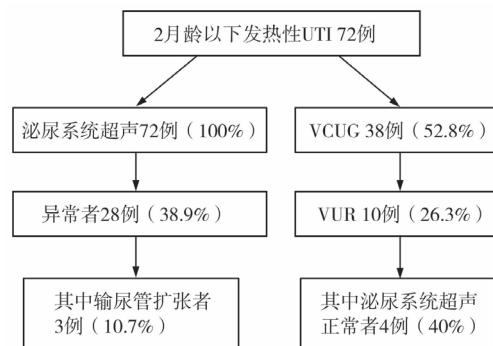 2月龄以下发热性UTI 72例
泌尿系统超声72例（100%）
VCUG 38例（52.8%）
异常者28例（38.9%）
VUR 10例（26.3%）
其中输尿管扩张者
3例（10.7%）
其中泌尿系统超声
正常者4例（40%）